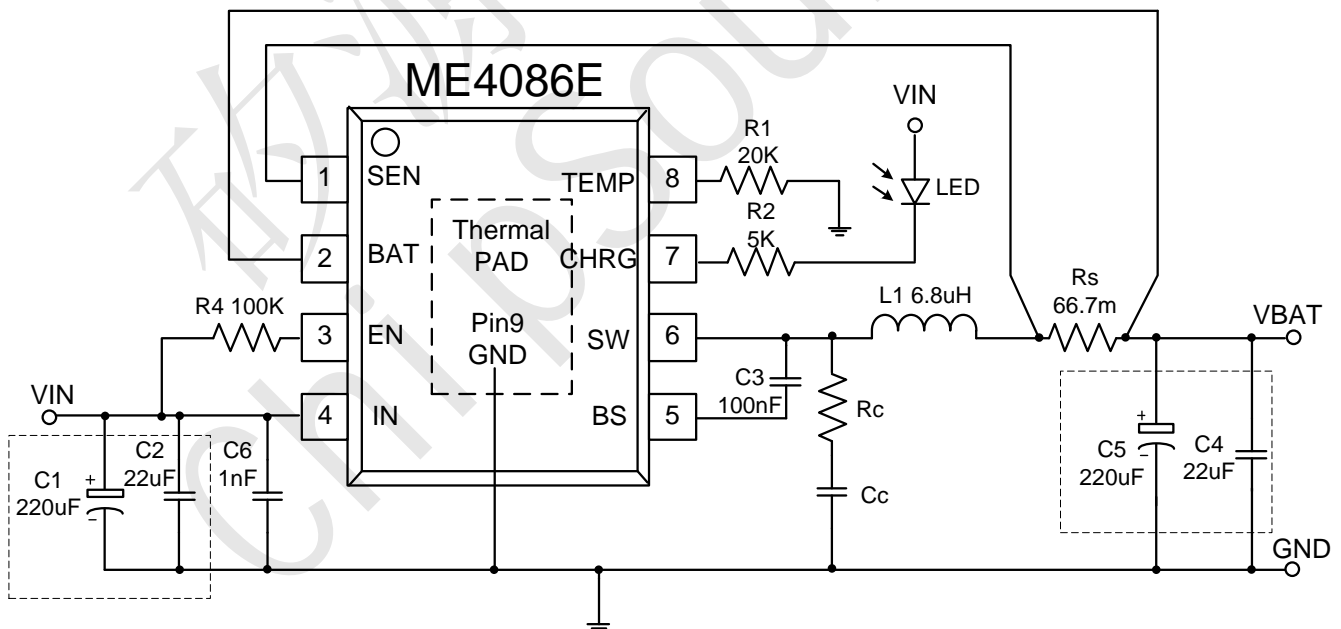 ME4086E
VIN
R1
20K
1
SEN
TEMP
8
LED
R2
5K
Thermal
PAD
2
BAT
CHRG
7
Rs
66.7m
L1 6.8uH
VBAT
R4 100K
3
EN
Pin9
GND
SW
6
VIN
C3
100nF
Rc
4
IN
BS
5
C1
220uF
+
−
C2
22uF
C6
1nF
Cc
+
−
C5
220uF
C4
22uF
GND
Chip Sou